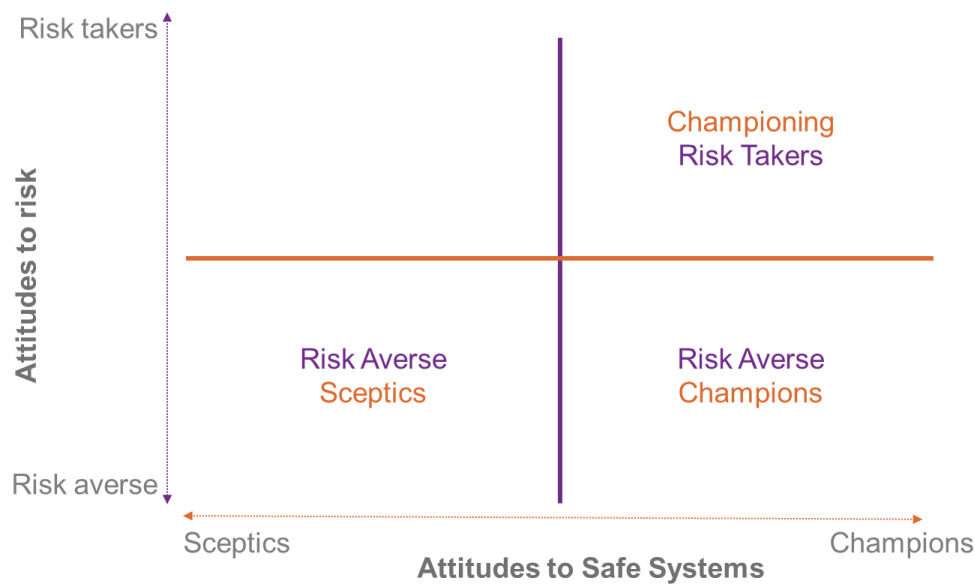 Risk takers
Championing
Risk Takers
Attitudes to risk
Risk Averse
Sceptics
Risk Averse
Champions
Risk averse
Sceptics
Champions
Attitudes to Safe Systems